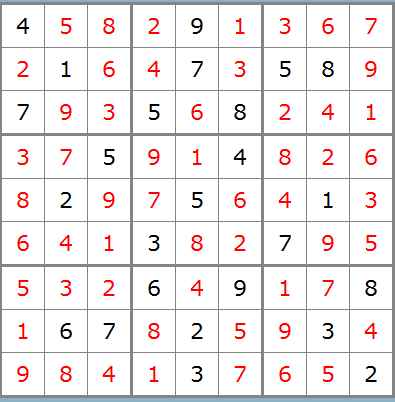 4 5 8 2 9 1 3 6 7
2 1 6 4 7 3 5 8 9
7 9 3 5 6 8 2 4 1
3 7 5 9 1 4 8 2 6
8 2 9 7 5 6 4 1 3
6 4 1 3 8 2 7 9 5
5 3 2 6 4 9 1 7 8
1 6 7 8 2 5 9 3 4
9 8 4 1 3 7 6 5 2